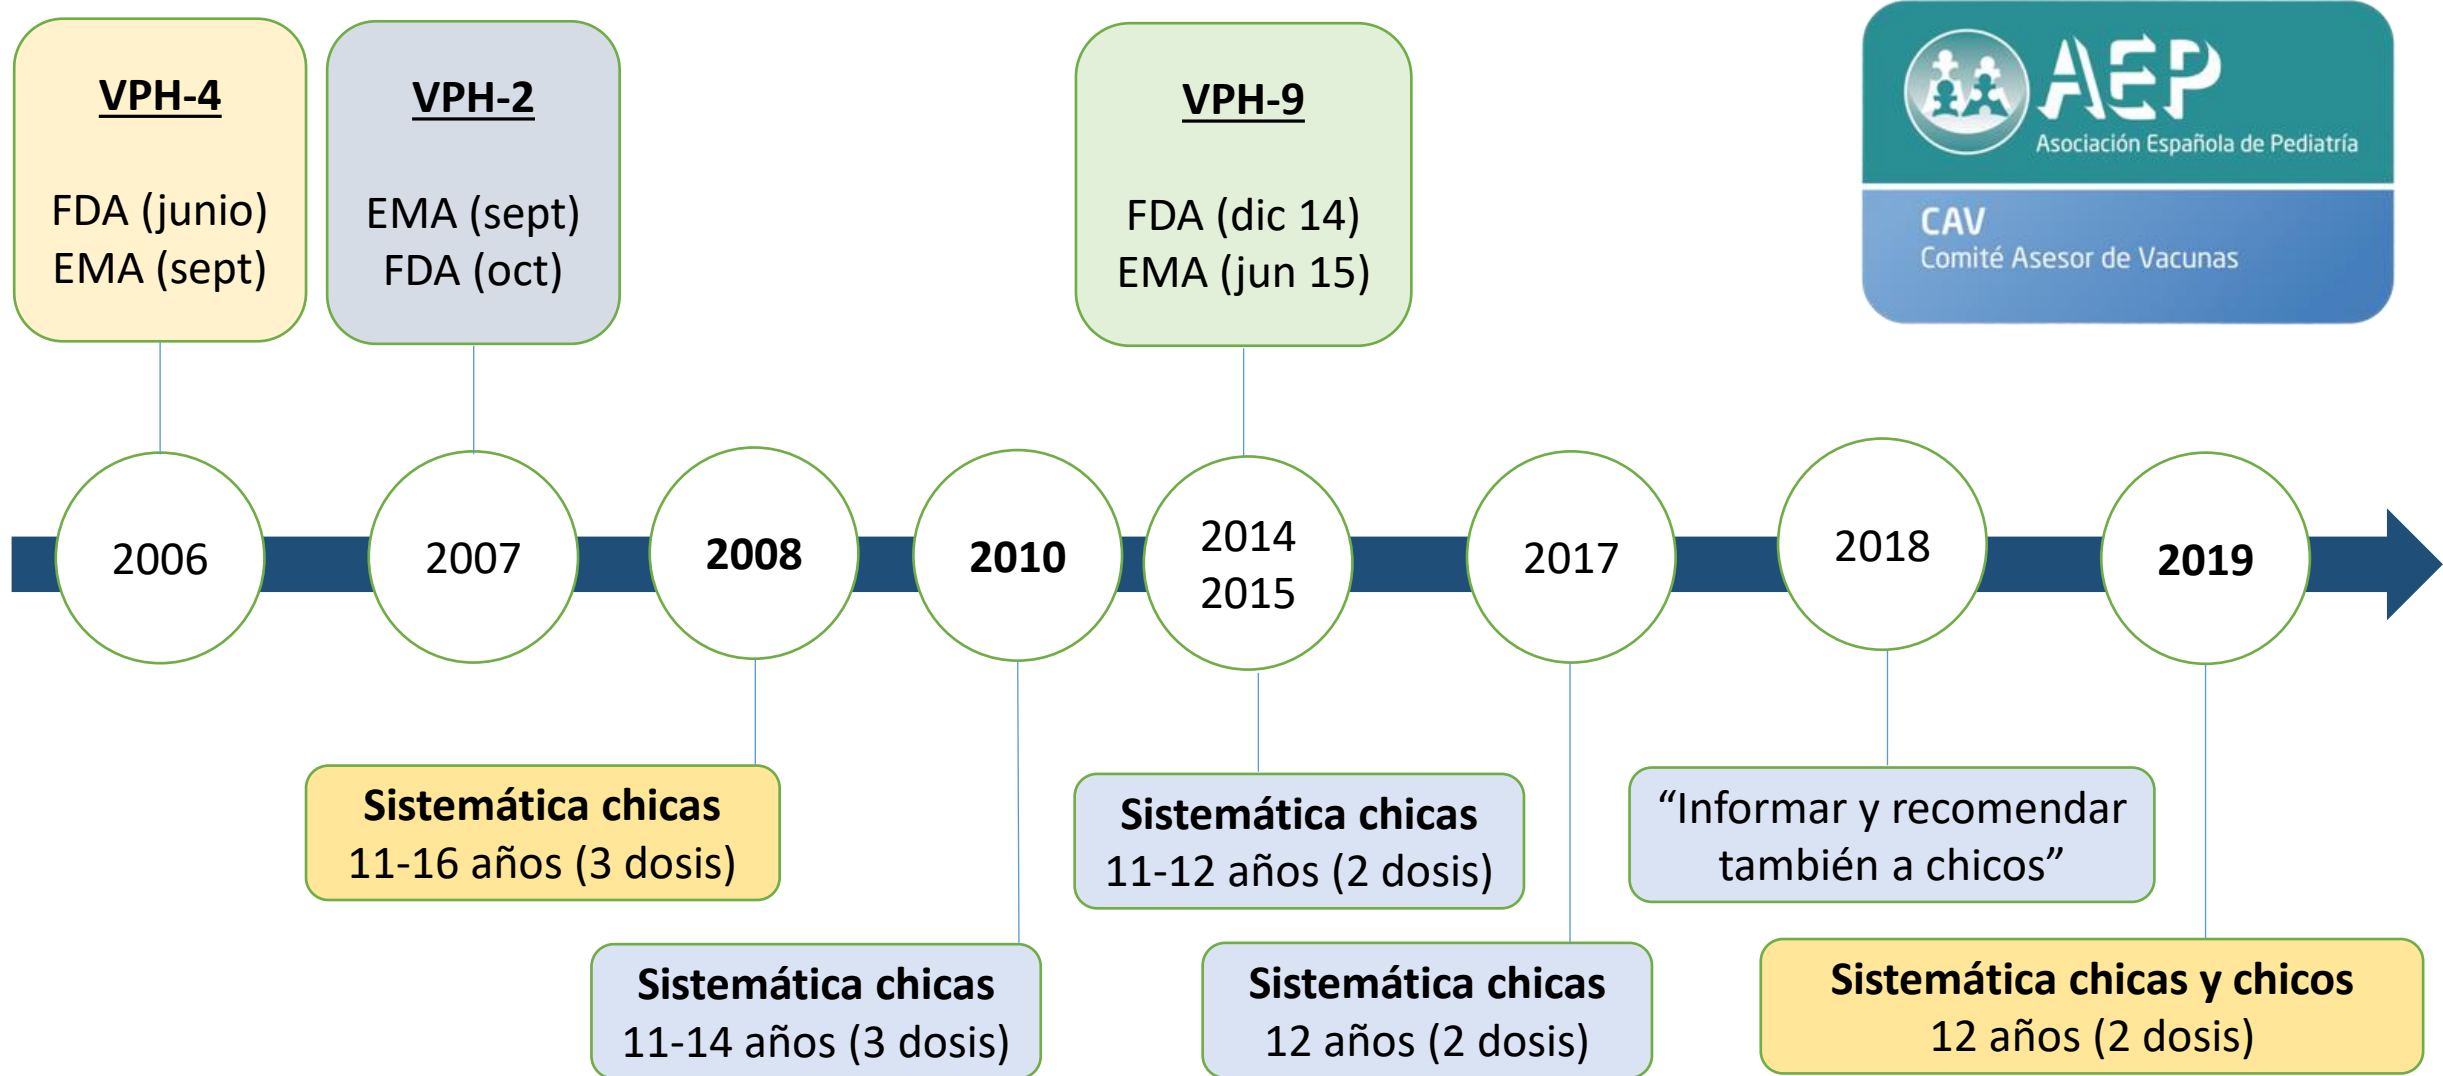 VPH-4
FDA (junio)
EMA (sept)
VPH-2
EMA (sept)
FDA (oct)
VPH-9
FDA (dic 14)
EMA (jun 15)
AEP
Asociación Española de Pediatría
CAV
Comité Asesor de Vacunas
2006
2007
2008
2010
2014
2015
2017
2018
2019
Sistemática chicas
11-16 años (3 dosis)
Sistemática chicas
11-14 años (3 dosis)
Sistemática chicas
11-12 años (2 dosis)
Sistemática chicas
12 años (2 dosis)
“Informar y recomendar
también a chicos”
Sistemática chicas y chicos
12 años (2 dosis)